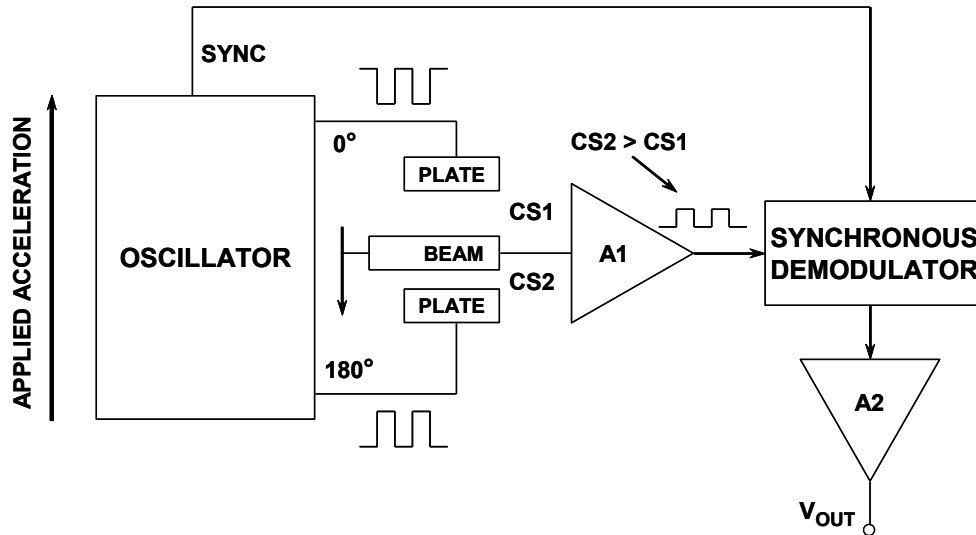 SYNC
APPLIED ACCELERATION
OSCILLATOR
0°
PLATE
CS1
BEAM
CS2
PLATE
180°
A1
CS2 > CS1
SYNCHRONOUS
DEMODULATOR
A2
VOUT